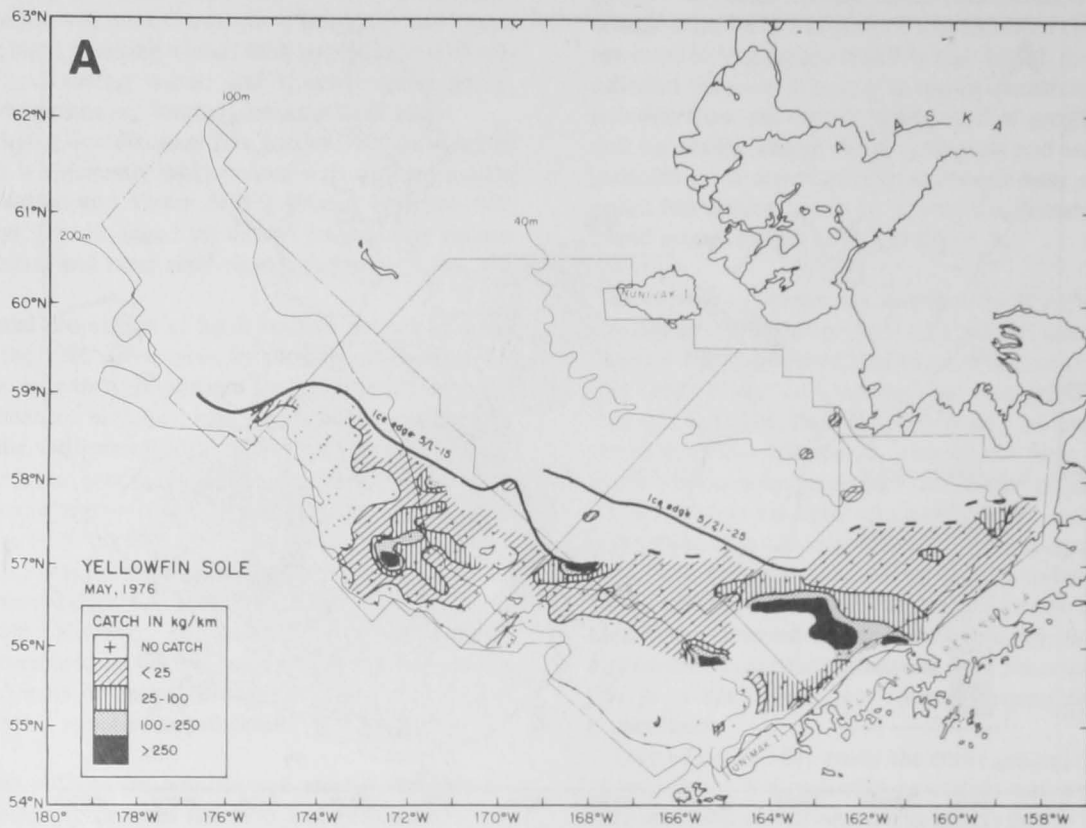 A
63°N
62°N
61°N
60°N
59°N
58°N
57°N
56°N
55°N
54°N
180°
178°W
176°W
174°W
172°W
170°W
168°W
166°W
164°W
162°W
160°W
158°W
100m
200m
40m
ALASKA
NUNIVAK I.
Ice edge 5/1-15
Ice edge 5/21-25
PENINSULA
UNIMAK I.
YELLOWFIN SOLE
MAY, 1976
CATCH IN kg/km
+ NO CATCH
<25
25-100
100-250
>250